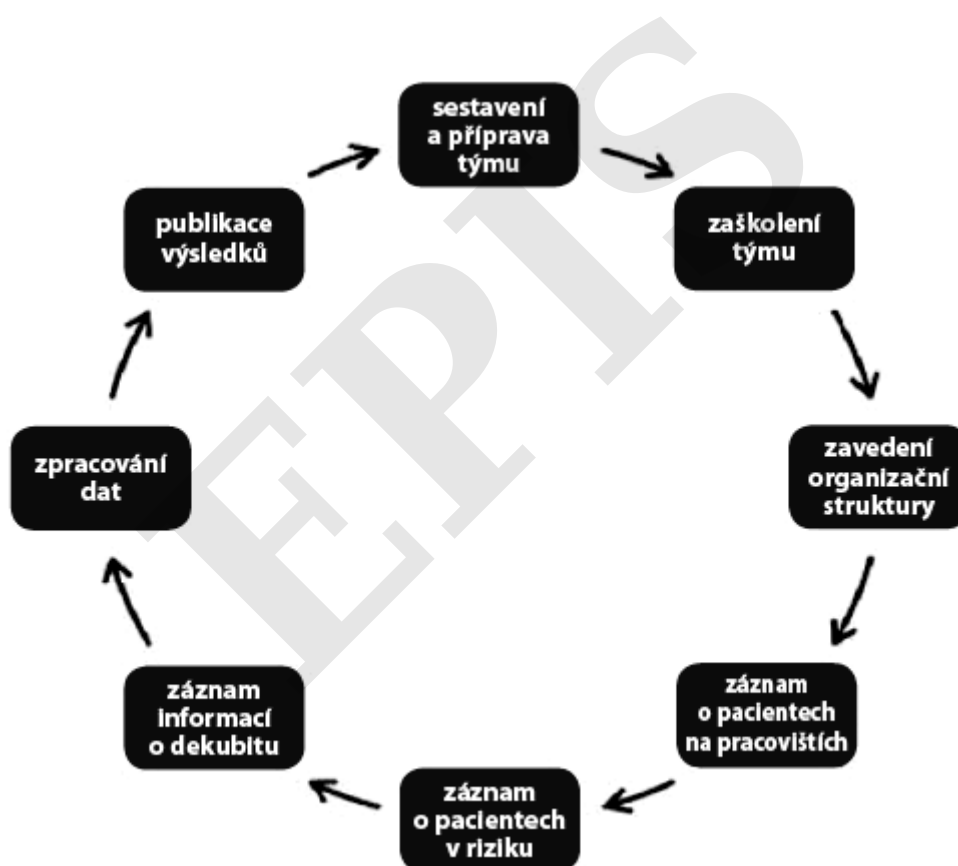 sestavení
a příprava
týmu
zaškolení
týmu
zavedení
organizační
struktury
záznam
o pacientech
na pracovištích
záznam
o pacientech
v riziku
záznam
informací
o dekubitu
zpracování
dat
publikace
výsledků
EPIS